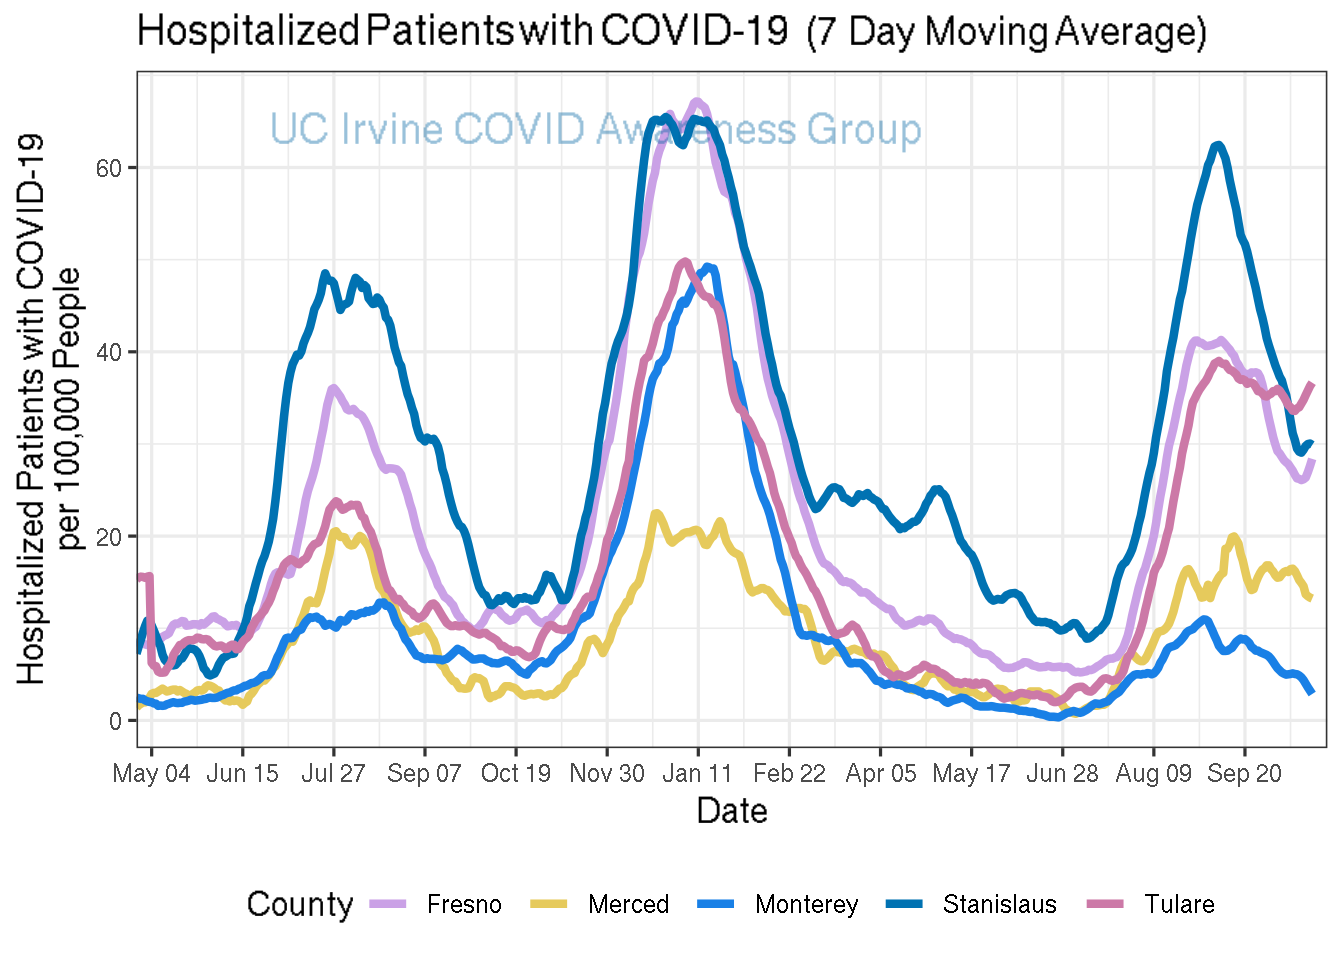 Hospitalized Patients with COVID-19 (7 Day Moving Average)
UC Irvine COVID Awareness Group
Hospitalized Patients with COVID-19
per 100,000 People
60
40
20
0
May 04 Jun 15 Jul 27 Sep 07 Oct 19 Nov 30 Jan 11 Feb 22 Apr 05 May 17 Jun 28 Aug 09 Sep 20
Date
County Fresno Merced Monterey Stanislaus Tulare